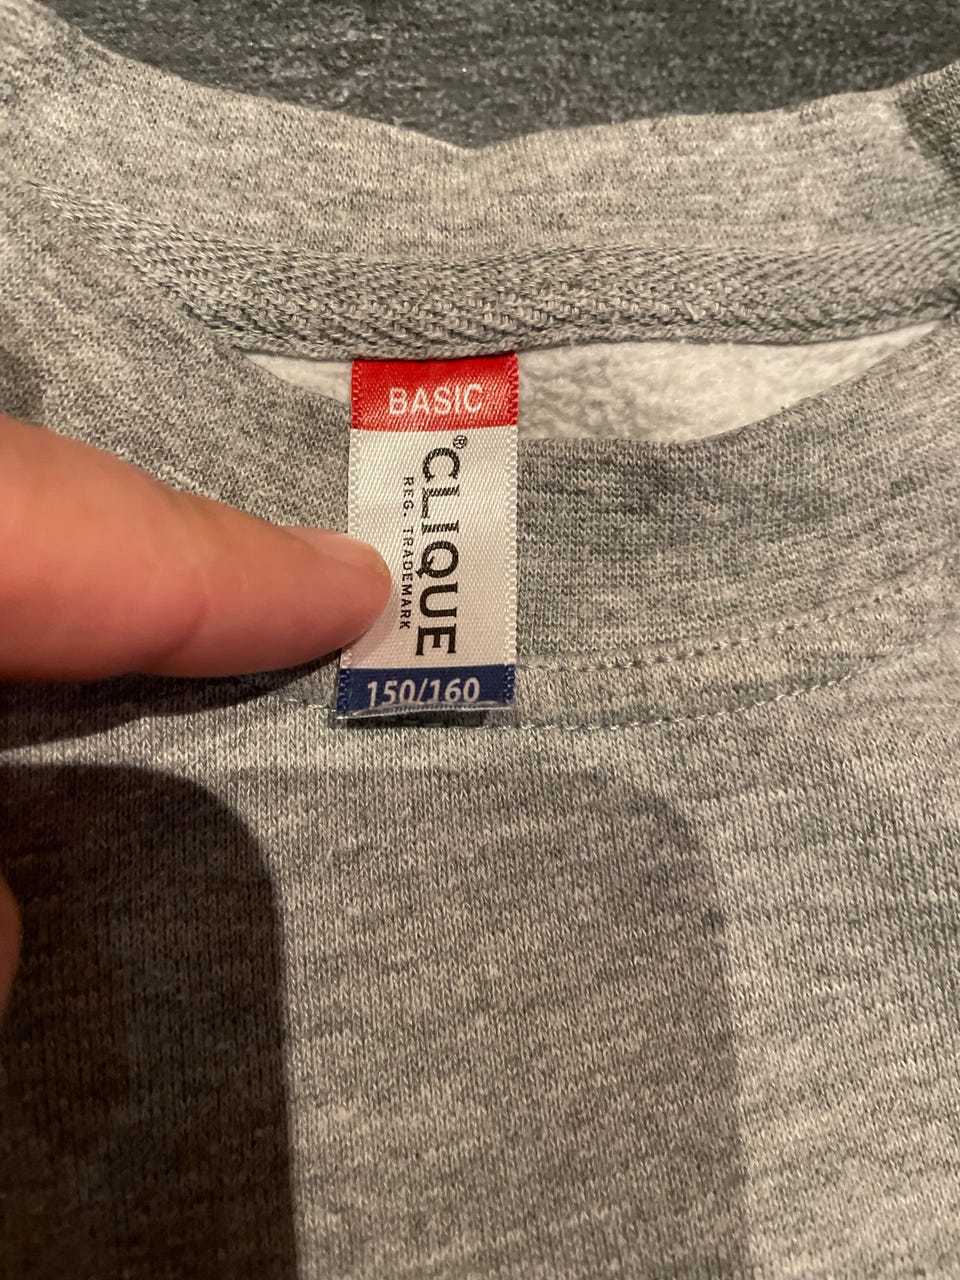 BASIC
CLIQUE®
REG. TRADEMARK
150/160